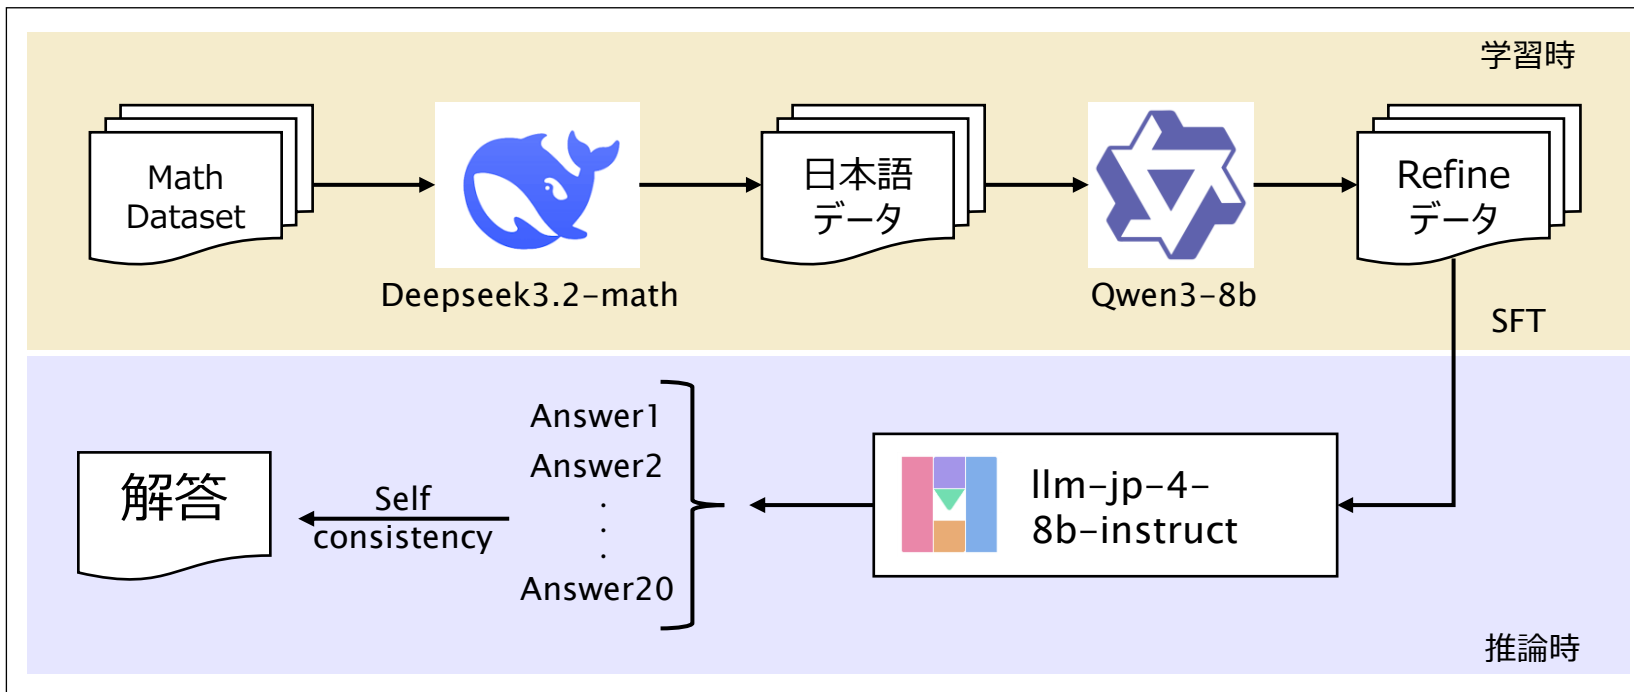 学習時
Math
Dataset
Deepseek3.2-math
日本語
データ
Qwen3-8b
Refine
データ
SFT
llm-jp-4-
8b-instruct
Answer1
Answer2
.
.
.
Answer20
Self
consistency
解答
推論時